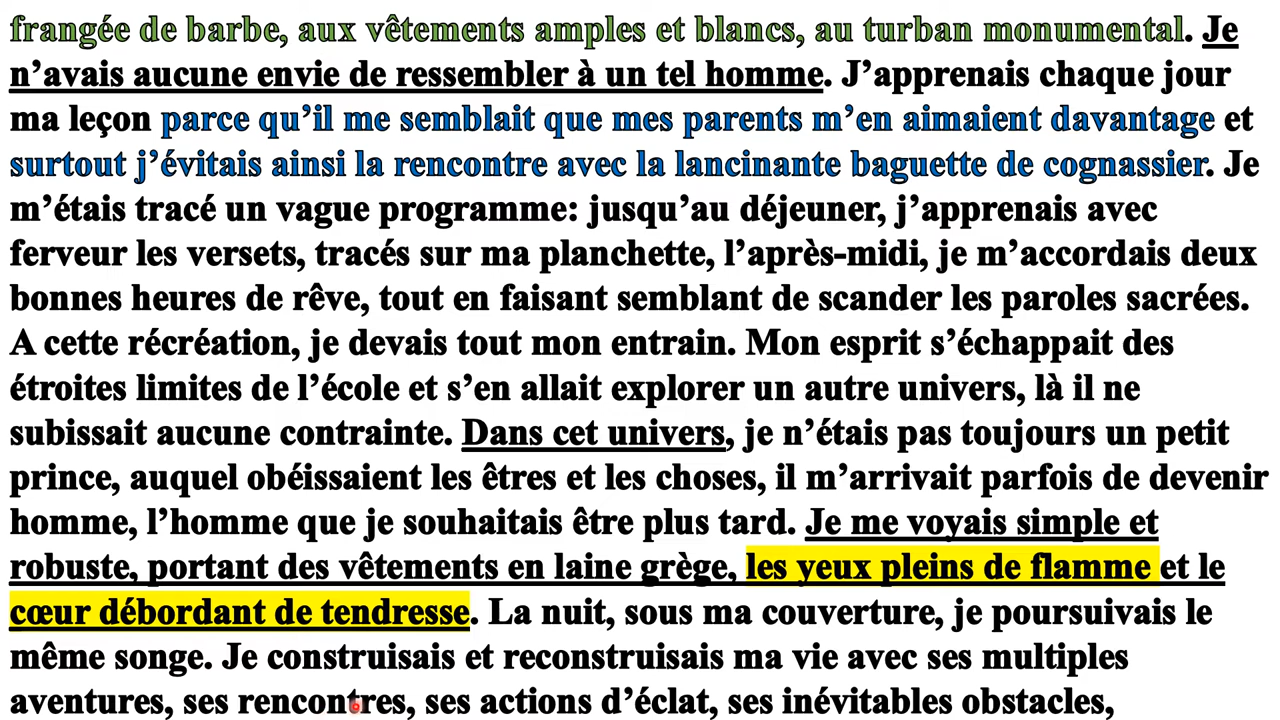 frangée de barbe, aux vêtements amples et blancs, au turban monumental. Je
n’avais aucune envie de ressembler à un tel homme. J’apprenais chaque jour
ma leçon parce qu’il me semblait que mes parents m’en aimaient davantage et
surtout j’évitais ainsi la rencontre avec la lancinante baguette de cognassier. Je
m’étais tracé un vague programme: jusqu’au déjeuner, j’apprenais avec
ferveur les versets, tracés sur ma planchette, l’après-midi, je m’accordais deux
bonnes heures de rêve, tout en faisant semblant de scander les paroles sacrées.
A cette récréation, je devais tout mon entrain. Mon esprit s’échappait des
étroites limites de l’école et s’en allait explorer un autre univers, là il ne
subissait aucune contrainte. Dans cet univers, je n’étais pas toujours un petit
prince, auquel obéissaient les êtres et les choses, il m’arrivait parfois de devenir
homme, l’homme que je souhaitais être plus tard. Je me voyais simple et
robuste, portant des vêtements en laine grège, les yeux pleins de flamme et le
cœur débordant de tendresse. La nuit, sous ma couverture, je poursuivais le
même songe. Je construisais et reconstruisais ma vie avec ses multiples
aventures, ses rencontres, ses actions d’éclat, ses inévitables obstacles,